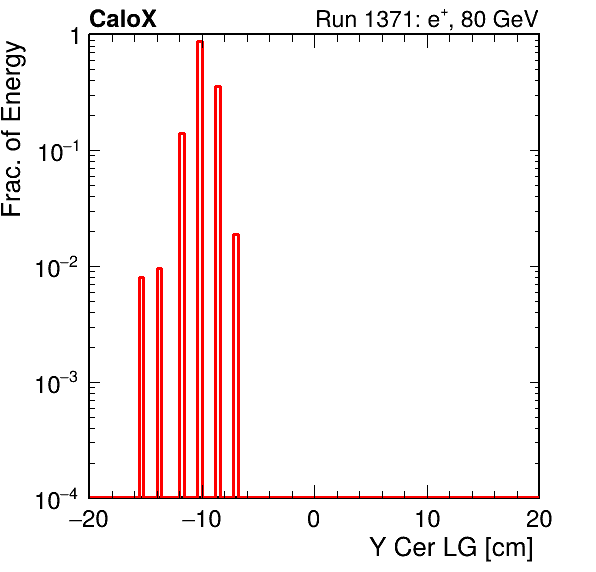 CaloX Run 1371: e⁺, 80 GeV
Frac. of Energy
1
10⁻¹
10⁻²
10⁻³
10⁻⁴
−20 −10 0 10 20
Y Cer LG [cm]